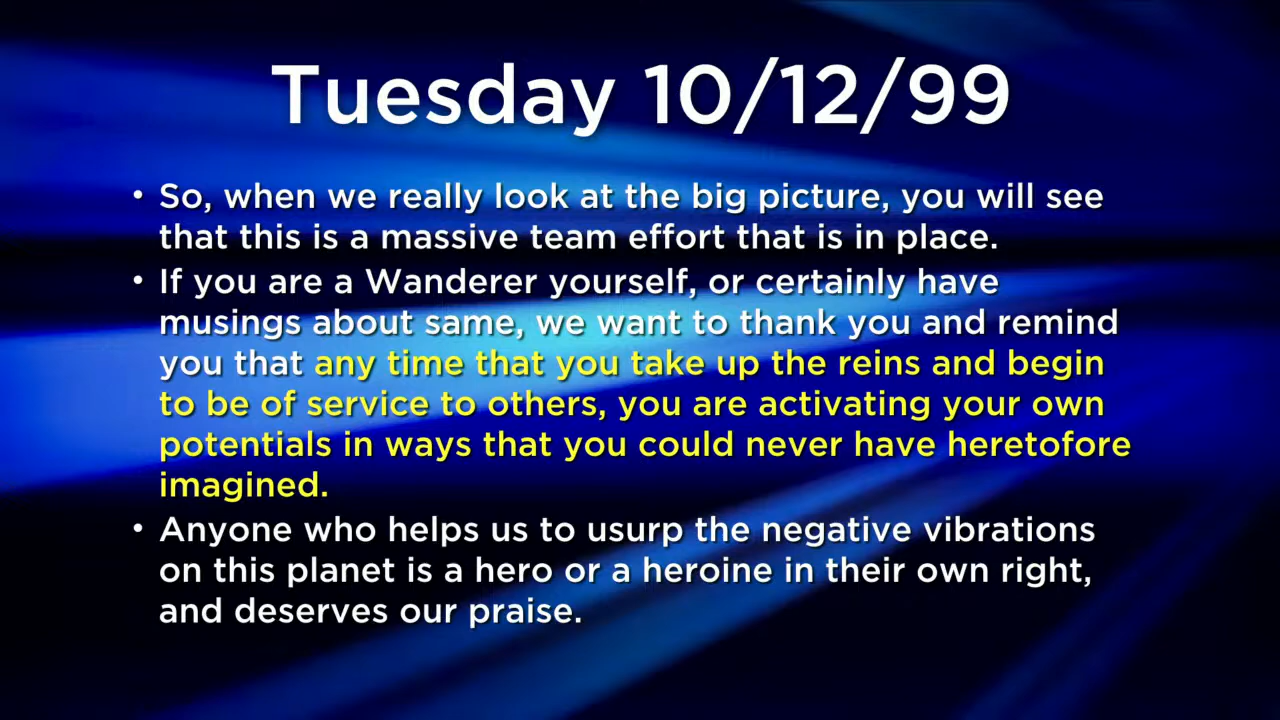 Tuesday 10/12/99
• So, when we really look at the big picture, you will see
that this is a massive team effort that is in place.
• If you are a Wanderer yourself, or certainly have
musings about same, we want to thank you and remind
you that any time that you take up the reins and begin
to be of service to others, you are activating your own
potentials in ways that you could never have heretofore
imagined.
• Anyone who helps us to usurp the negative vibrations
on this planet is a hero or a heroine in their own right,
and deserves our praise.